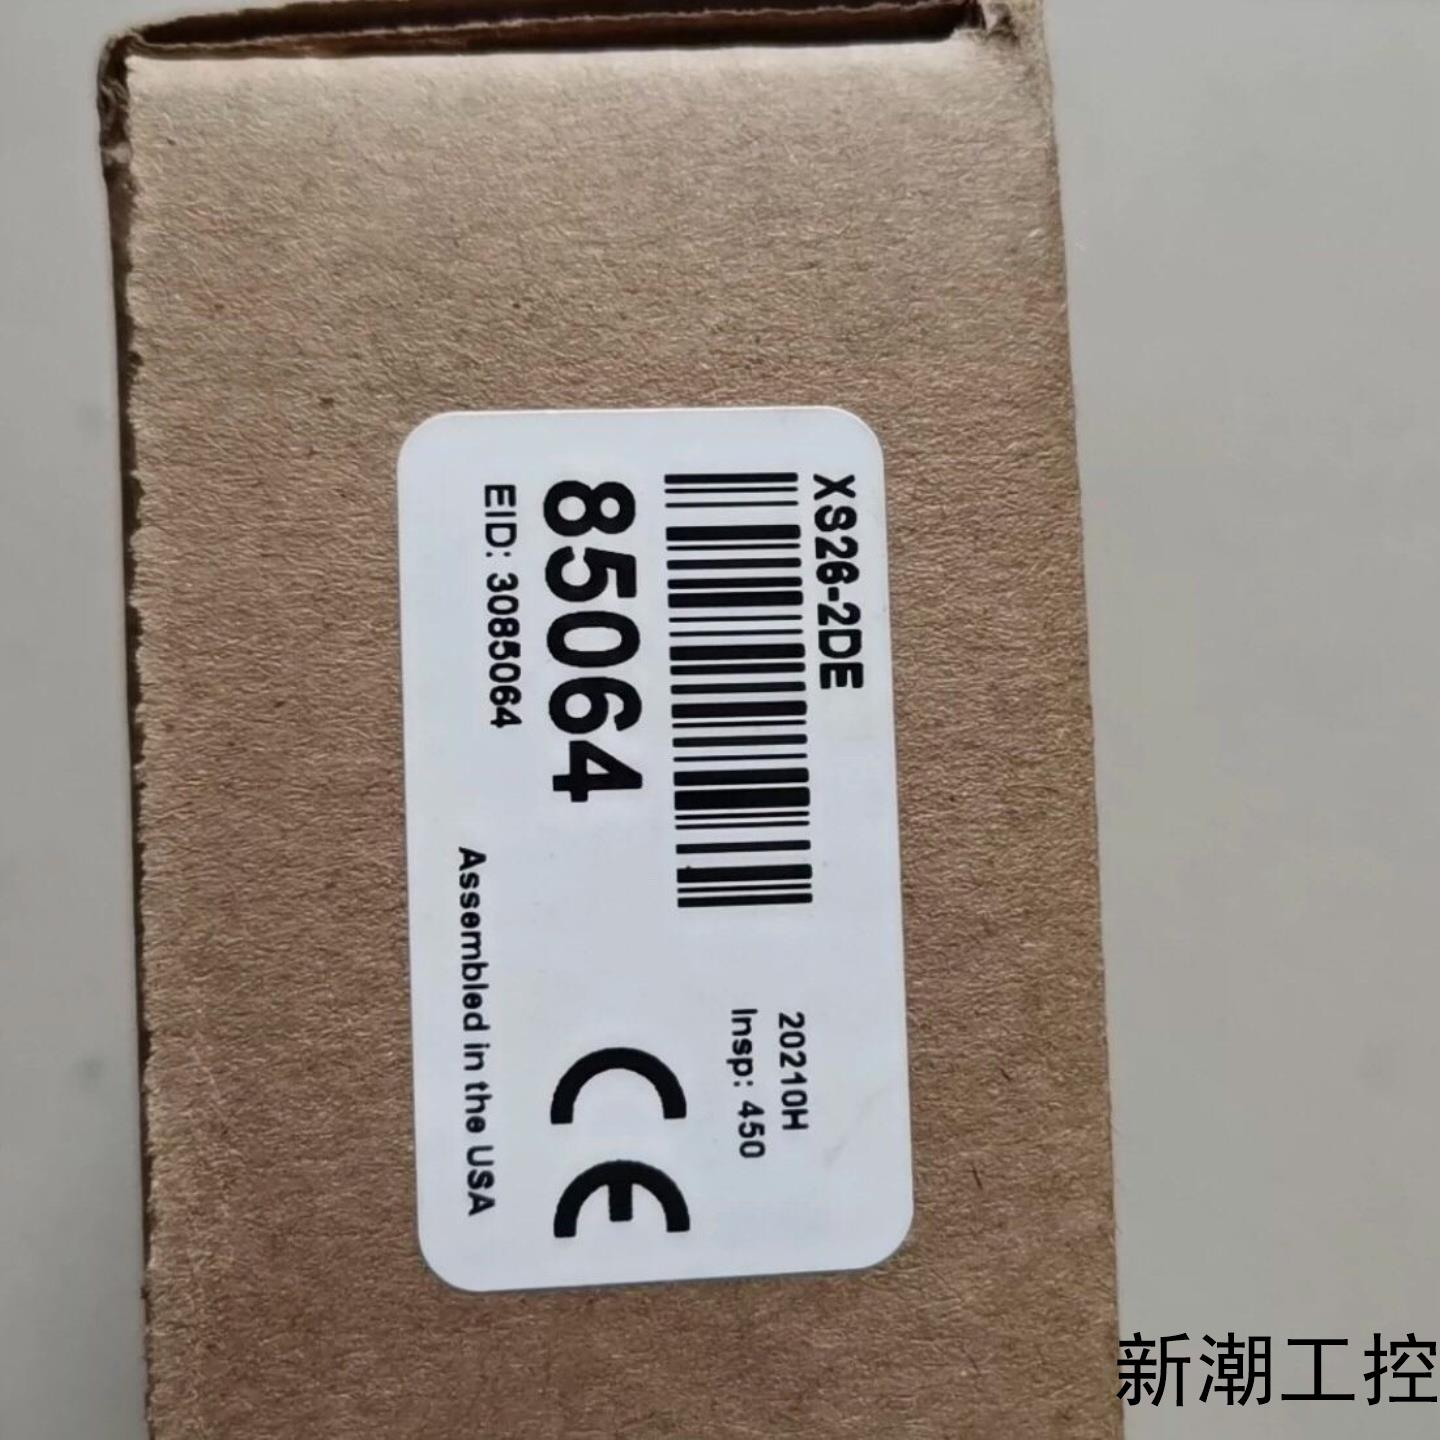 XS26-2DE
85064
EID: 3085064
20210H
Insp: 450
CE
Assembled in the USA
新潮工控